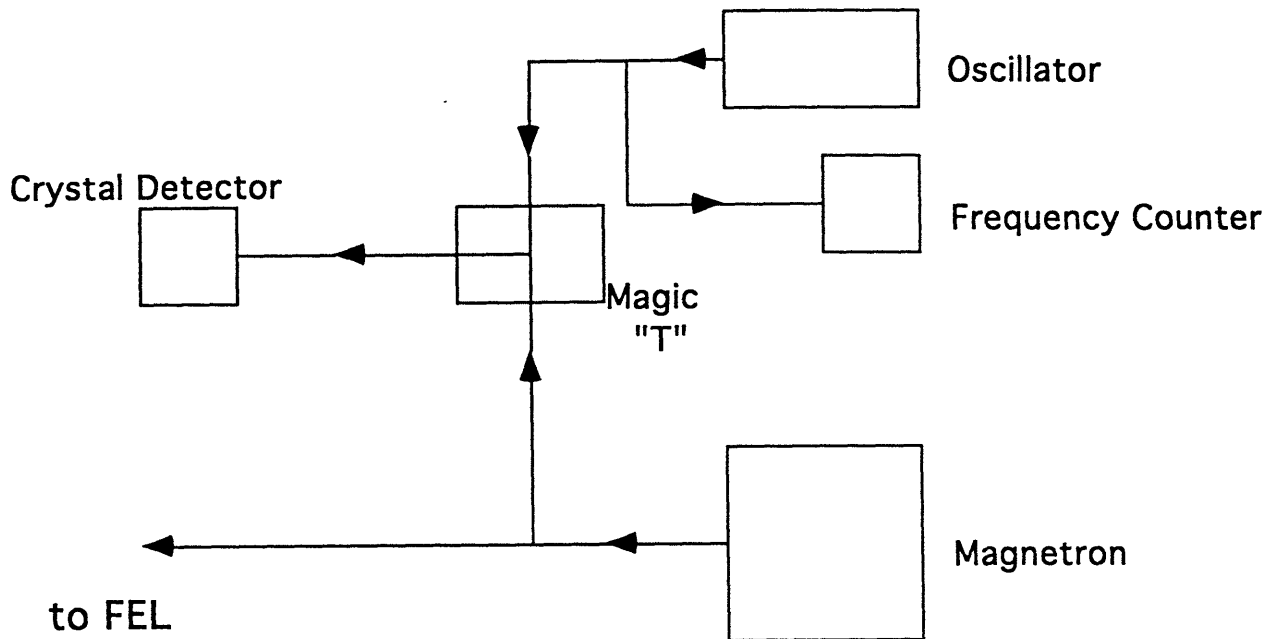 Oscillator
Crystal Detector
Frequency Counter
Magic
"T"
Magnetron
to FEL